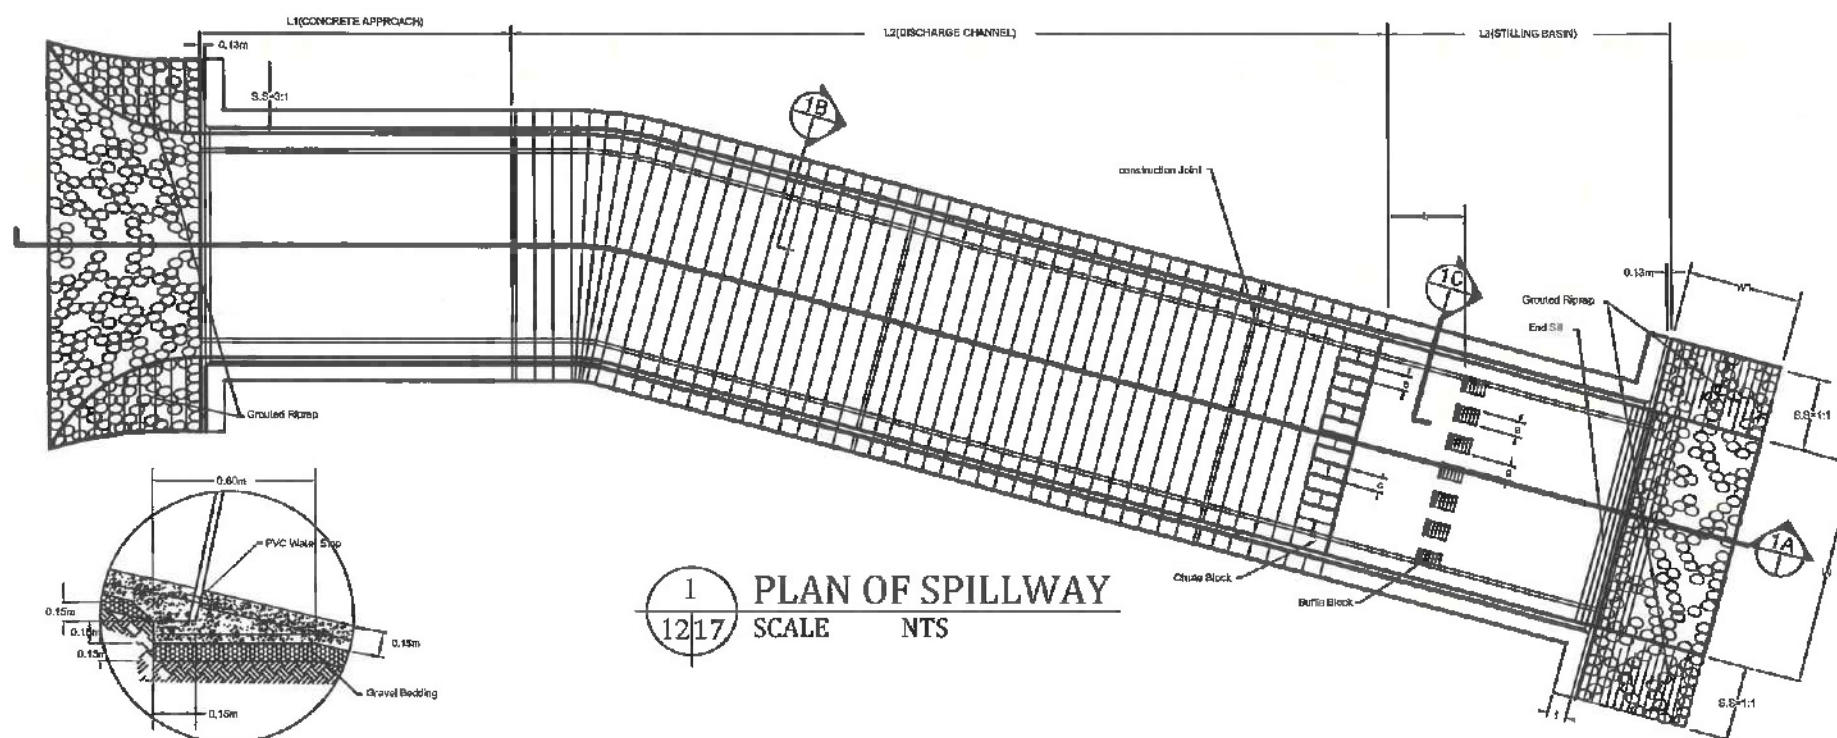 L1(CONCRETE APPROACH)
L2(DISCHARGE CHANNEL)
L3(STILLING BASIN)
0.13m
S.S=3:1
1B
construction Joint
1C
0.13m
W1
Grouted Riprap
End Sill
S.S=1:1
Grouted Riprap
0.60m
PVC Water Stop
0.15m
0.15m
0.15m
0.15m
Gravel Bedding
0.15m
1
PLAN OF SPILLWAY
12 17
SCALE NTS
Chute Block
Buffle Block
1A
S.S=1:1